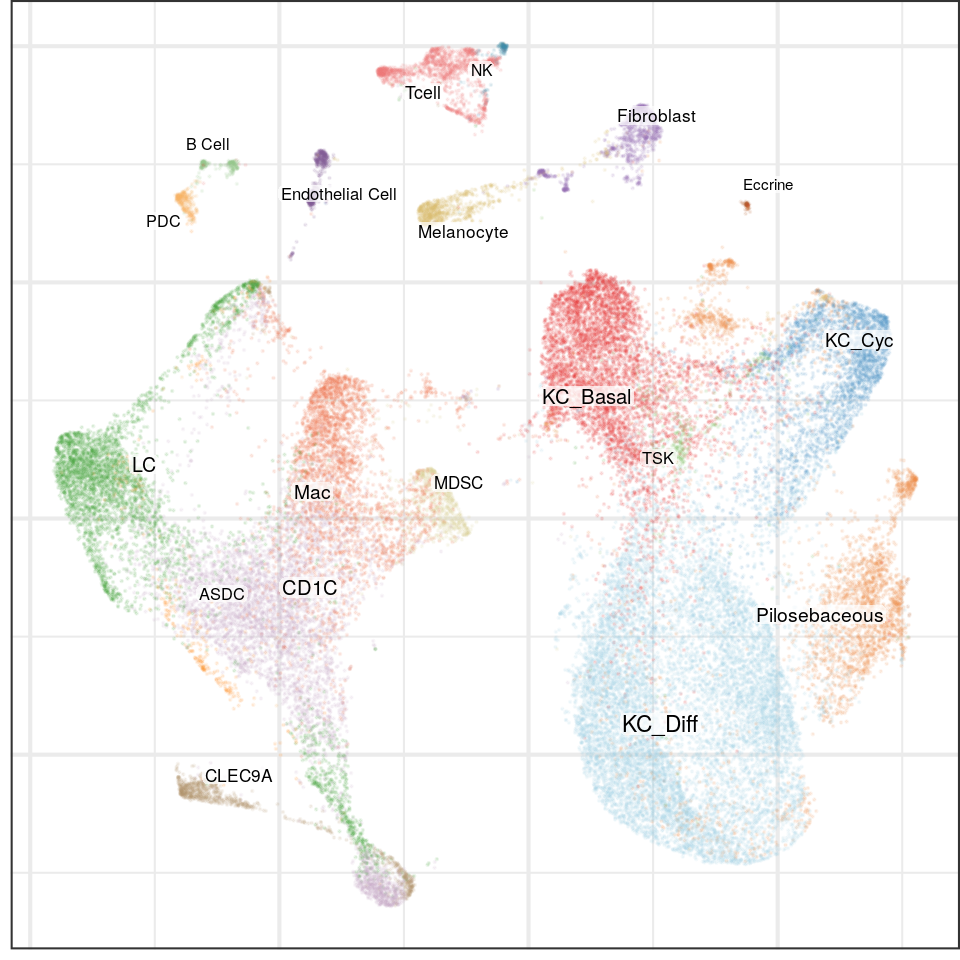 NK
Tcell
Fibroblast
B Cell
Endothelial Cell
Eccrine
PDC
Melanocyte
KC_Cyc
KC_Basal
TSK
LC
MDSC
Mac
CD1C
ASDC
Pilosebaceous
KC_Diff
CLEC9A